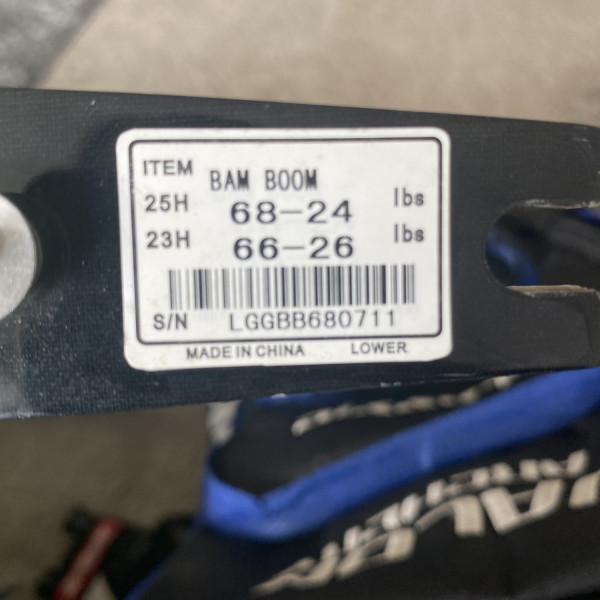 ITEM BAM BOOM
25H 68-24 lbs
23H 66-26 lbs
S/N LGGBB680711
MADE IN CHINA LOWER